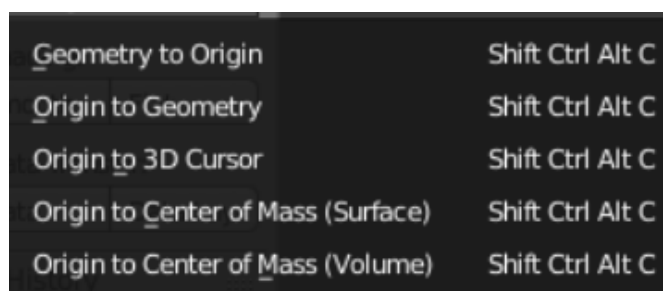 Geometry to Origin Shift Ctrl Alt C
Origin to Geometry Shift Ctrl Alt C
Origin to 3D Cursor Shift Ctrl Alt C
Origin to Center of Mass (Surface) Shift Ctrl Alt C
Origin to Center of Mass (Volume) Shift Ctrl Alt C